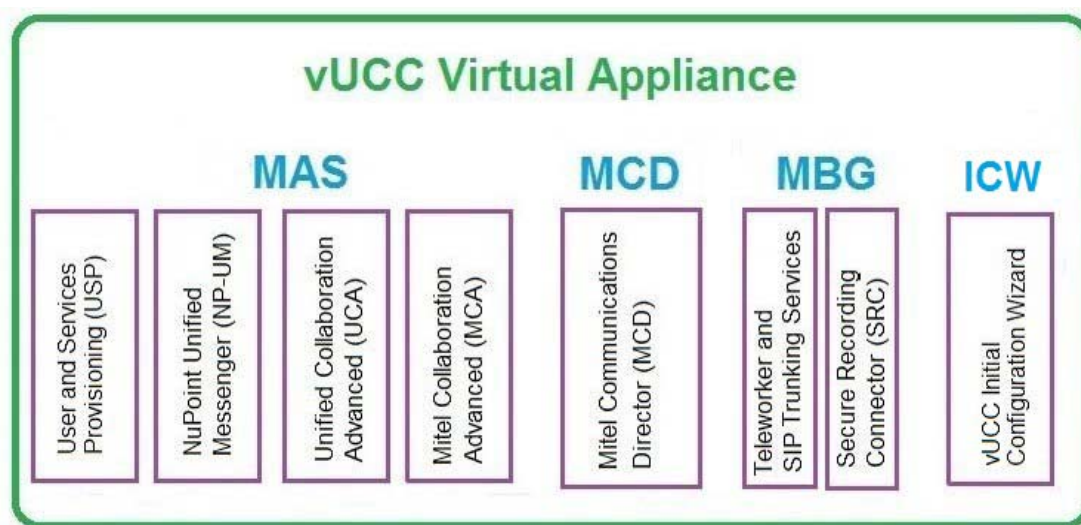 vUCC Virtual Appliance
MAS
MCD
MBG
ICW
User and Services
Provisioning (USP)
NuPoint Unified
Messenger (NP-UM)
Unified Collaboration
Advanced (UCA)
Mitel Collaboration
Advanced (MCA)
Mitel Communications
Director (MCD)
Teleworker and
SIP Trunking Services
Secure Recording
Connector (SRC)
vUCC Initial
Configuration Wizard